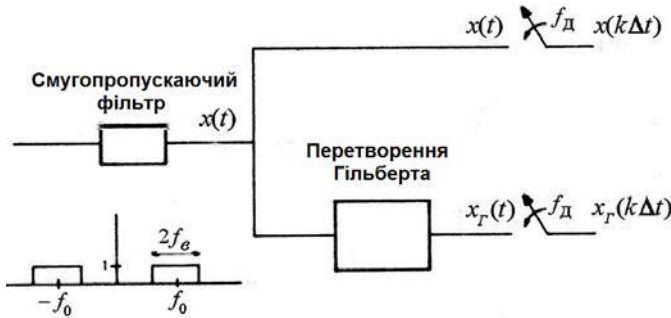 x(t) f_Д x(kΔt)
Смугопропускаючий
фільтр
x(t)
Перетворення
Гільберта
x_Г(t) f_Д x_Г(kΔt)
2f_в
1
−f_0 f_0